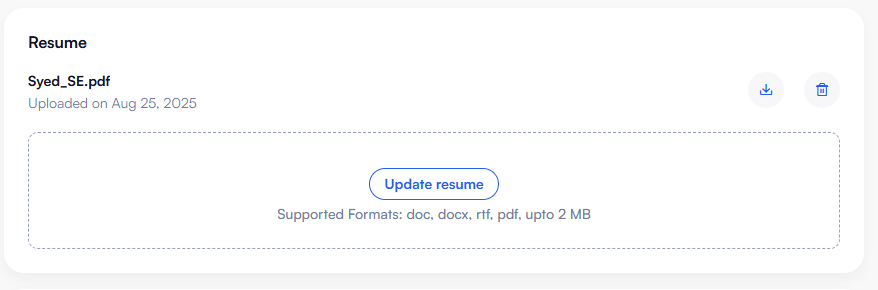 Resume
Syed_SE.pdf
Uploaded on Aug 25, 2025
Update resume
Supported Formats: doc, docx, rtf, pdf, upto 2 MB